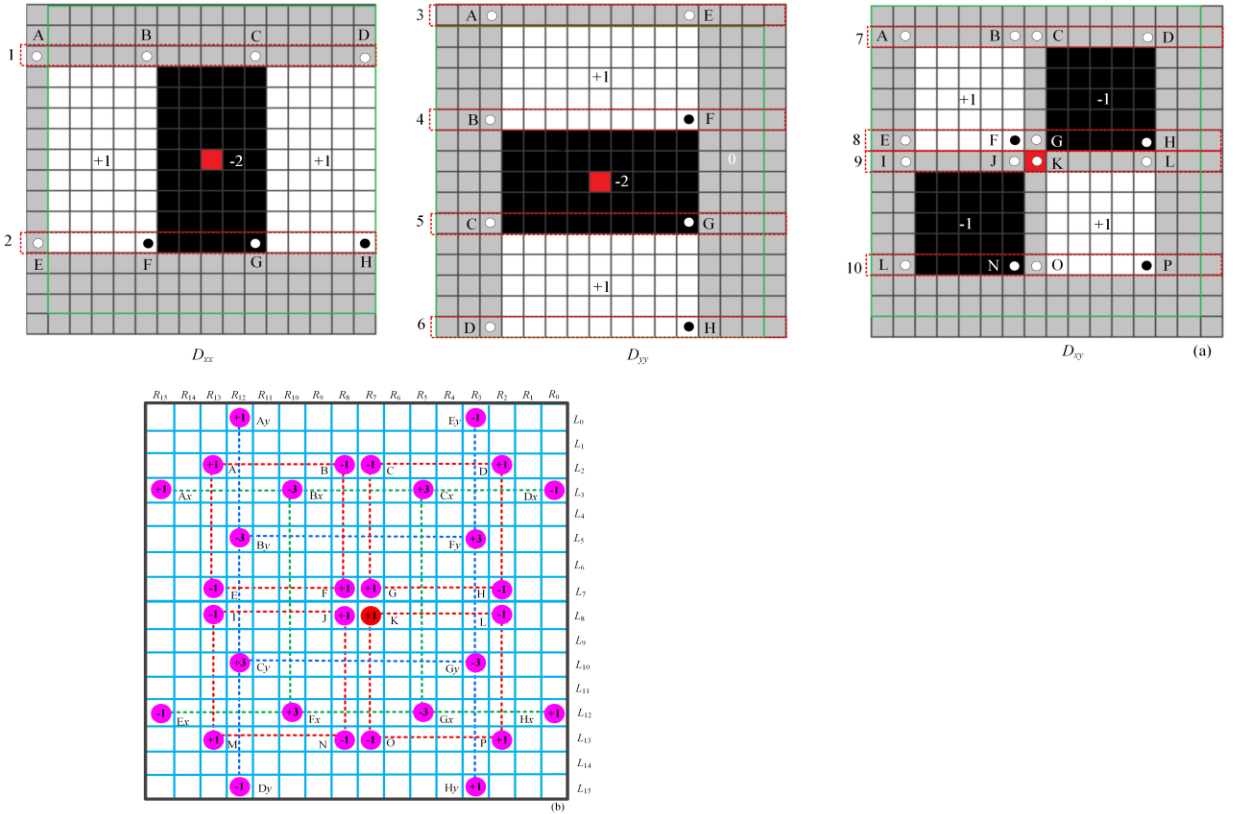 A B C D
1
+1 -2 +1
2
E F G H
Dxx
3 A E
+1
4 B F
0
-2
5 C G
+1
6 D H
Dyy
7 A B C D
+1 -1
8 E F G H
9 I J K L
-1 +1
10 L N O P
Dxy (a)
R15 R14 R13 R12 R11 R10 R9 R8 R7 R6 R5 R4 R3 R2 R1 R0
+1 Ay Ey -1 L0
L1
+1 A B -1 -1 C D +1 L2
+1 Ax -3 Bx +3 Cx Dx -1 L3
L4
-3 By Fy +3 L5
L6
-1 E F +1 +1 G H -1 L7
-1 I J +1 +1 K L -1 L8
L9
+3 Cy Gy -3 L10
L11
-1 Ex +3 Fx -3 Gx Hx +1 L12
+1 M N -1 -1 O P +1 L13
L14
-1 Dy Hy +1 L15
(b)